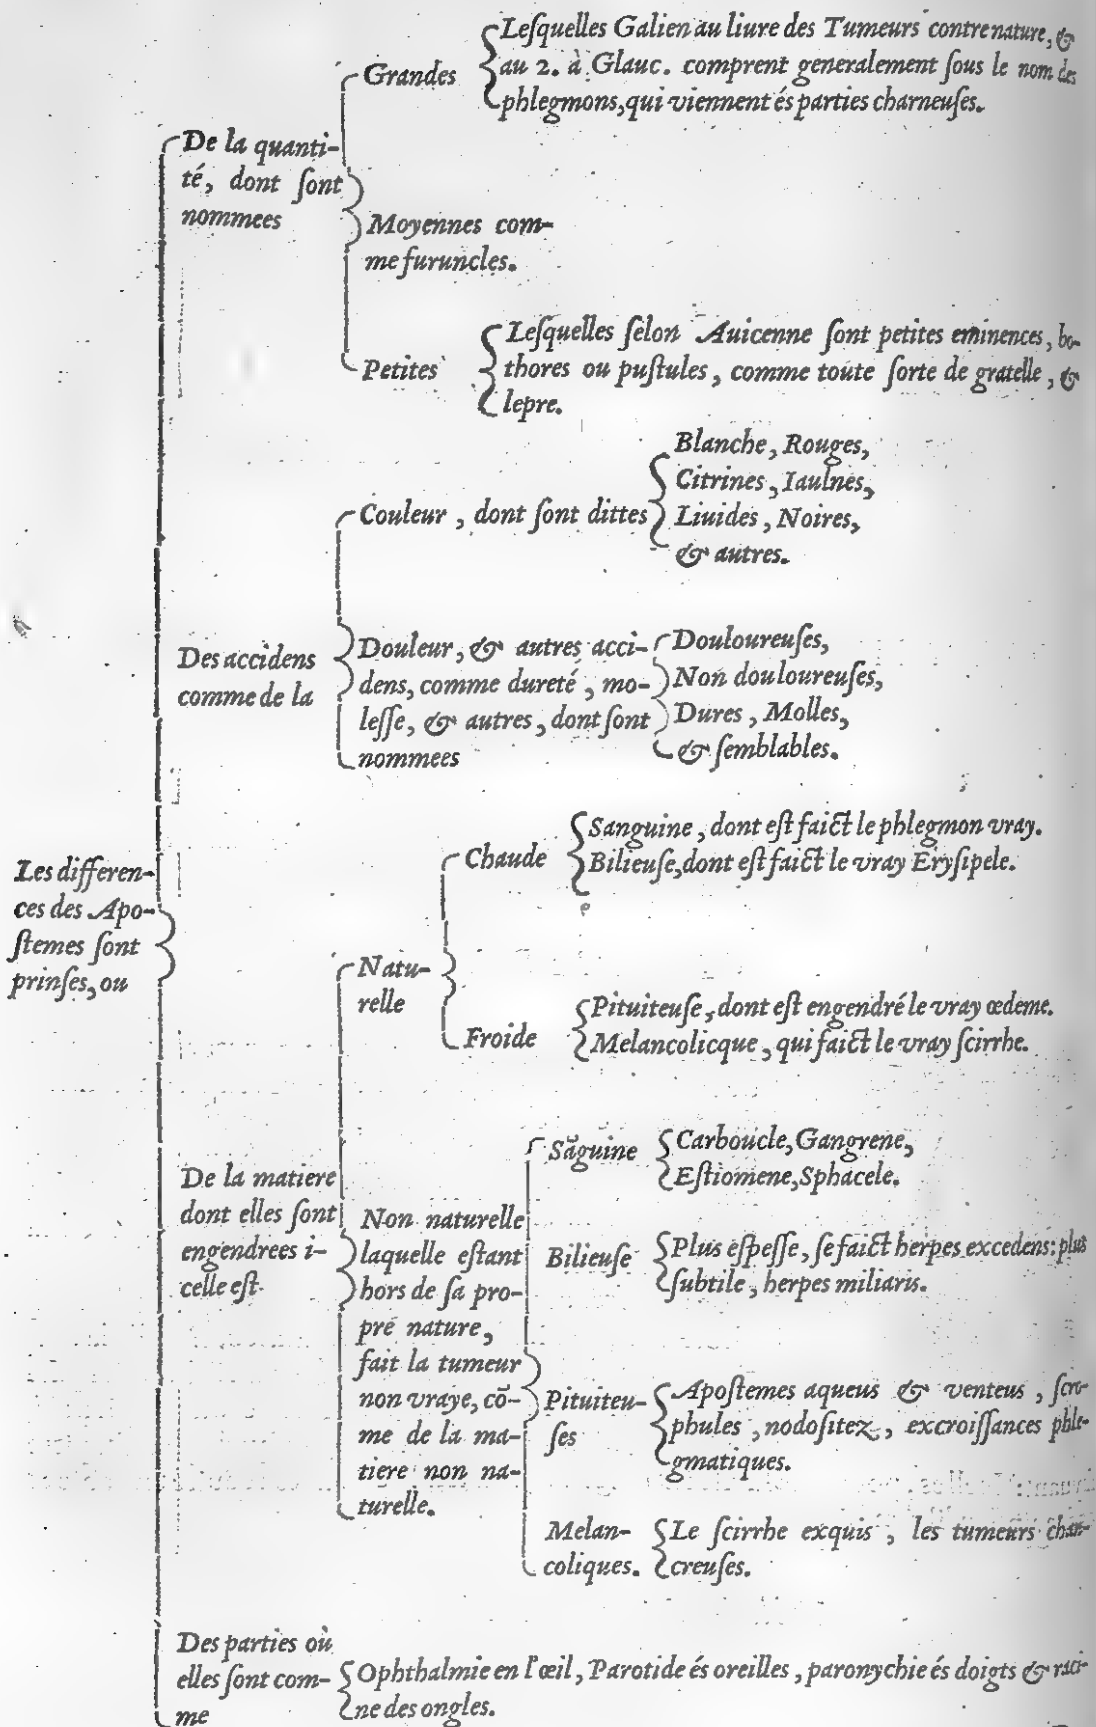 Leſquelles Galien au liure des Tumeurs contre nature, &
Grandes
au 2. à Glauc. comprent generalement ſous le nom des
phlegmons, qui viennent és parties charneuſes.
De la quanti-
té, dont ſont
nommees
Moyennes com-
me furuncles.
Leſquelles ſelon Auicenne ſont petites eminences, bo-
Petites
thores ou puſtules, comme toute ſorte de gratelle, &
lepre.
Couleur, dont ſont dittes
Blanche, Rouges,
Citrines, Iaulnes,
Liuides, Noires,
& autres.
Des accidens
comme de la
Douleur, & autres acci-
dens, comme dureté, mo-
leſſe, & autres, dont ſont
nommees
Douloureuſes,
Non douloureuſes,
Dures, Molles,
& ſemblables.
Les differen-
ces des Apo-
ſtemes ſont
prinſes, ou
De la matiere
dont elles ſont
engendrees i-
celle eſt
Natu-
relle
Chaude
Sanguine, dont eſt faict le phlegmon vray.
Bilieuſe, dont eſt faict le vray Eryſipele.
Froide
Pituiteuſe, dont eſt engendré le vray œdeme.
Melancolicque, qui faict le vray ſcirrhe.
Non naturelle
laquelle eſtant
hors de ſa pro-
pre nature,
fait la tumeur
non vraye, cõ-
me de la ma-
tiere non na-
turelle.
Sãguine
Carboucle, Gangrene,
Eſtiomene, Sphacele.
Bilieuſe
Plus eſpeſſe, ſe faict herpes excedens: plus
ſubtile, herpes miliaris.
Pituiteu-
ſes
Apoſtemes aqueus & venteus, ſcro-
phules, nodoſitez, excroiſſances phle-
gmatiques.
Melan-
coliques.
Le ſcirrhe exquis, les tumeurs chan-
creuſes.
Des parties où
elles ſont com-
me
Ophthalmie en l'œil, Parotide és oreilles, paronychie és doigts & raci-
ne des ongles.